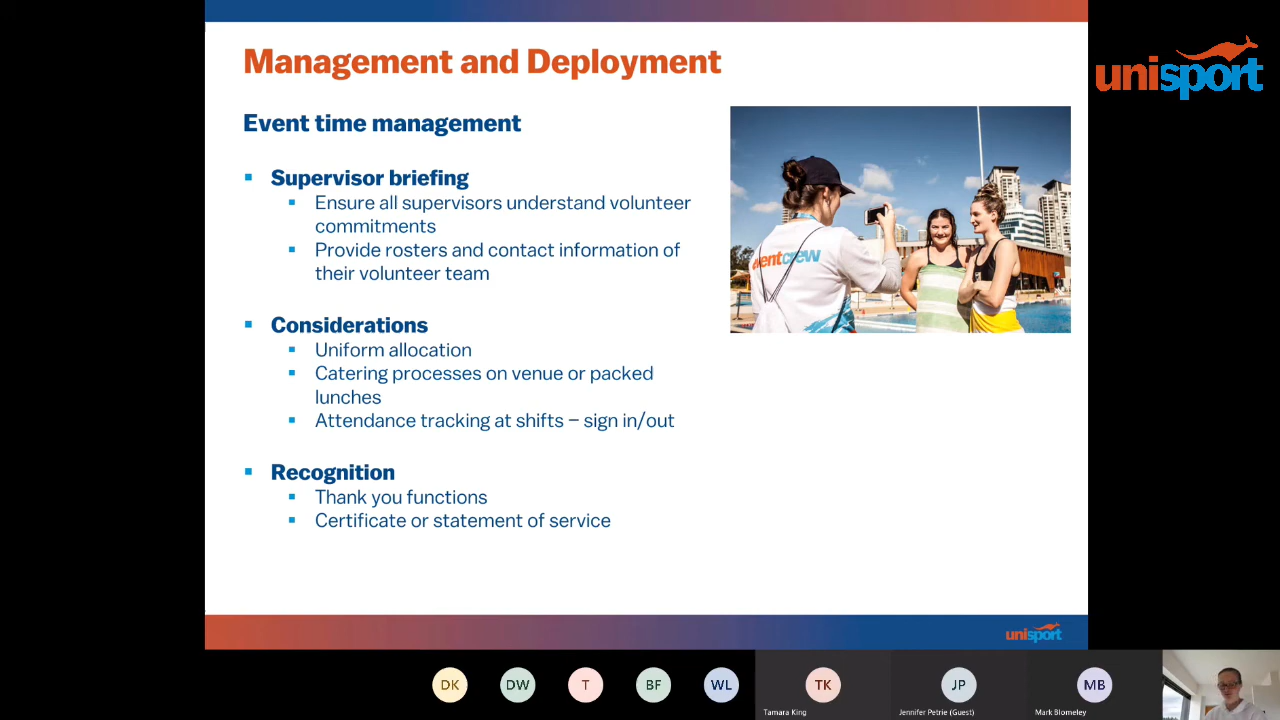 Management and Deployment
unisport
Event time management
Supervisor briefing
Ensure all supervisors understand volunteer
commitments
Provide rosters and contact information of
their volunteer team
eventcrew
Considerations
Uniform allocation
Catering processes on venue or packed
lunches
Attendance tracking at shifts – sign in/out
Recognition
Thank you functions
Certificate or statement of service
unisport
DK
DW
T
BF
WL
TK
JP
MB
Tamara King
Jennifer Petrie (Guest)
Mark Blomeley